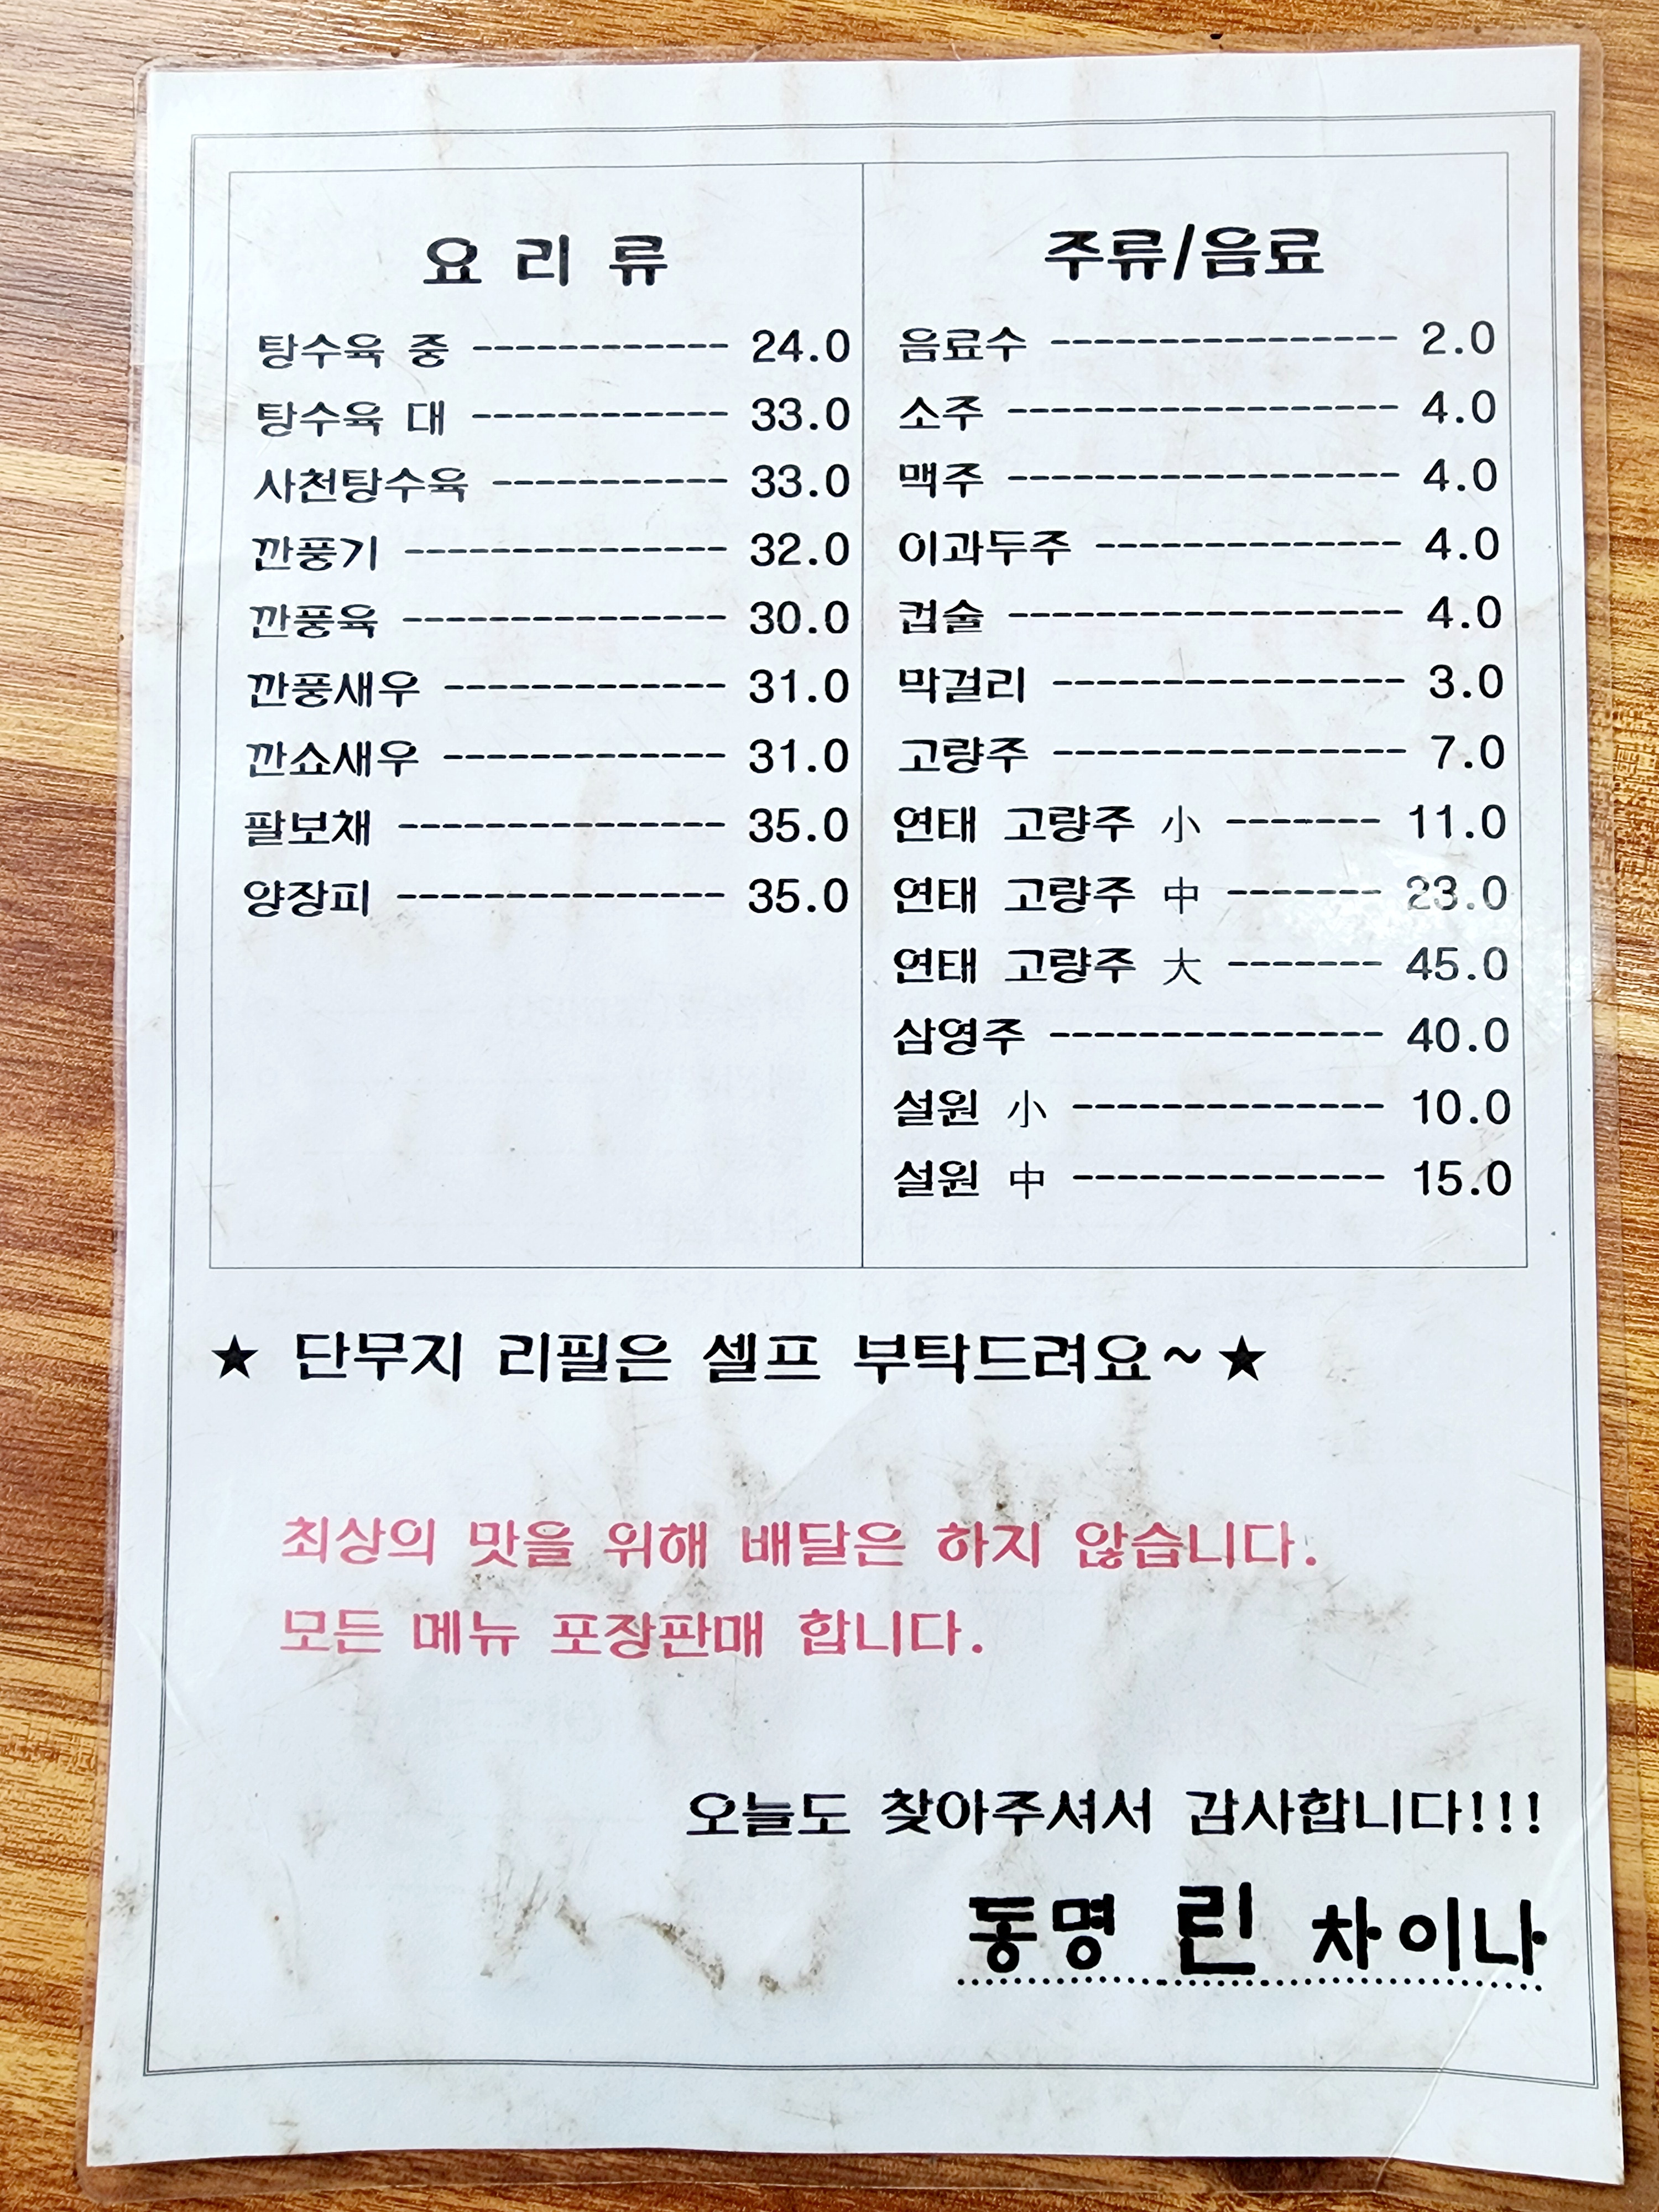 요 리 류
탕수육 중 ------------ 24.0
탕수육 대 ------------ 33.0
사천탕수육 ----------- 33.0
깐풍기 --------------- 32.0
깐풍육 --------------- 30.0
깐풍새우 ------------- 31.0
깐쇼새우 ------------- 31.0
팔보채 --------------- 35.0
양장피 --------------- 35.0
주류/음료
음료수 ---------------- 2.0
소주 ------------------ 4.0
맥주 ------------------ 4.0
이과두주 -------------- 4.0
컵술 ------------------ 4.0
막걸리 ---------------- 3.0
고량주 ---------------- 7.0
연태 고량주 小 ------- 11.0
연태 고량주 中 ------- 23.0
연태 고량주 大 ------- 45.0
삼영주 --------------- 40.0
설원 小 -------------- 10.0
설원 中 -------------- 15.0
★ 단무지 리필은 셀프 부탁드려요~★
최상의 맛을 위해 배달은 하지 않습니다.
모든 메뉴 포장판매 합니다.
오늘도 찾아주셔서 감사합니다!!!
동명 린 차이나